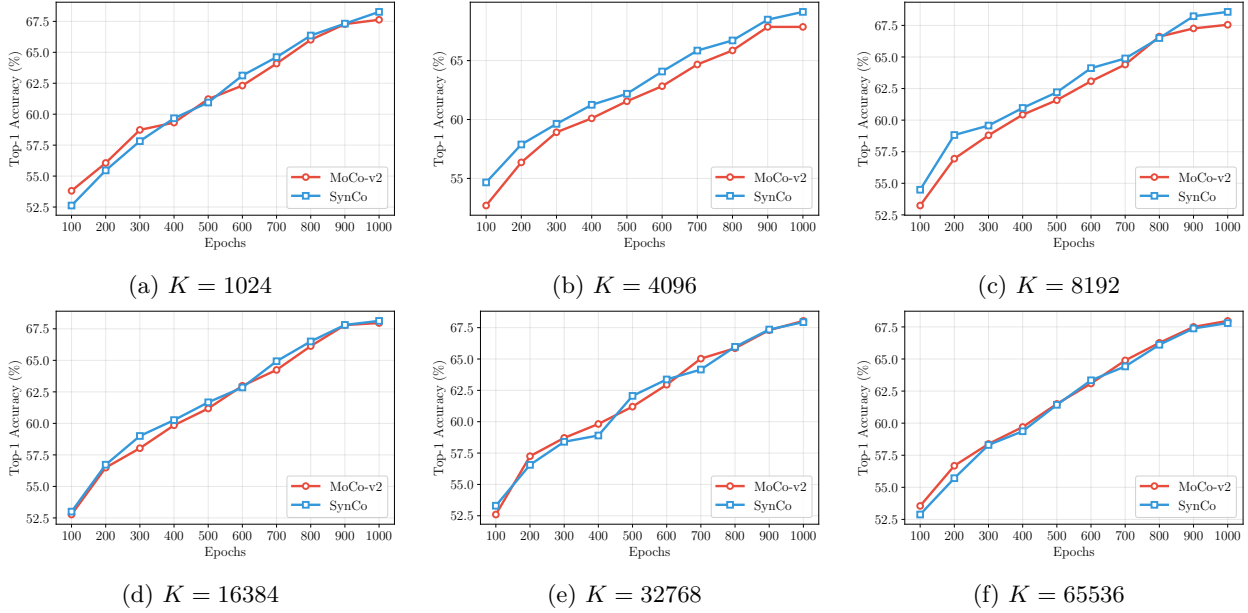 67.5
65.0
62.5
60.0
57.5
55.0
52.5
Top-1 Accuracy (%)
MoCo-v2
SynCo
100 200 300 400 500 600 700 800 900 1000
Epochs
(a) K = 1024
65
60
55
Top-1 Accuracy (%)
MoCo-v2
SynCo
100 200 300 400 500 600 700 800 900 1000
Epochs
(b) K = 4096
67.5
65.0
62.5
60.0
57.5
55.0
52.5
Top-1 Accuracy (%)
MoCo-v2
SynCo
100 200 300 400 500 600 700 800 900 1000
Epochs
(c) K = 8192
67.5
65.0
62.5
60.0
57.5
55.0
52.5
Top-1 Accuracy (%)
MoCo-v2
SynCo
100 200 300 400 500 600 700 800 900 1000
Epochs
(d) K = 16384
67.5
65.0
62.5
60.0
57.5
55.0
52.5
Top-1 Accuracy (%)
MoCo-v2
SynCo
100 200 300 400 500 600 700 800 900 1000
Epochs
(e) K = 32768
67.5
65.0
62.5
60.0
57.5
55.0
52.5
Top-1 Accuracy (%)
MoCo-v2
SynCo
100 200 300 400 500 600 700 800 900 1000
Epochs
(f) K = 65536